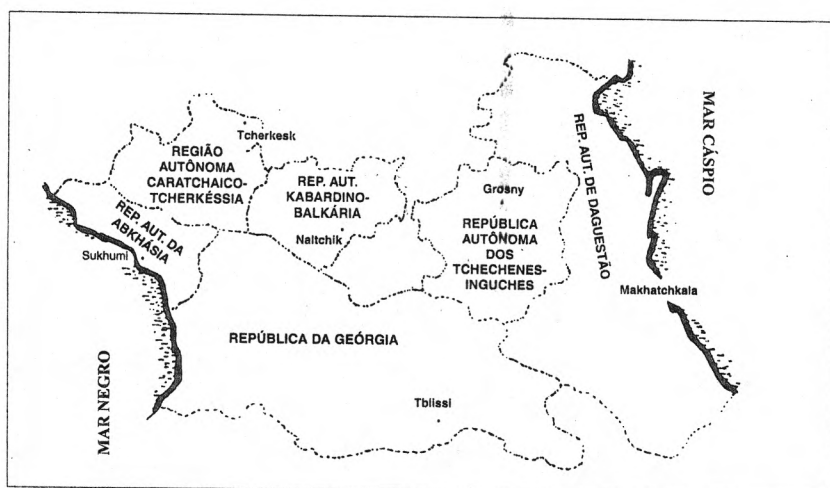 Tcherkesk
REGIÃO
AUTÔNOMA
CARATCHAICO-
TCHERKÉSSIA
REP. AUT.
KABARDINO-
BALKÁRIA
Naltchik
REP. AUT. DA
ABKHÁSIA
Sukhumi
Grosny
REPÚBLICA
AUTÔNOMA
DOS
TCHECHENES-
INGUCHES
REP. AUT. DE DAGUESTÃO
MAR CÁSPIO
Makhatchkala
REPÚBLICA DA GEÓRGIA
Tblissi
MAR NEGRO